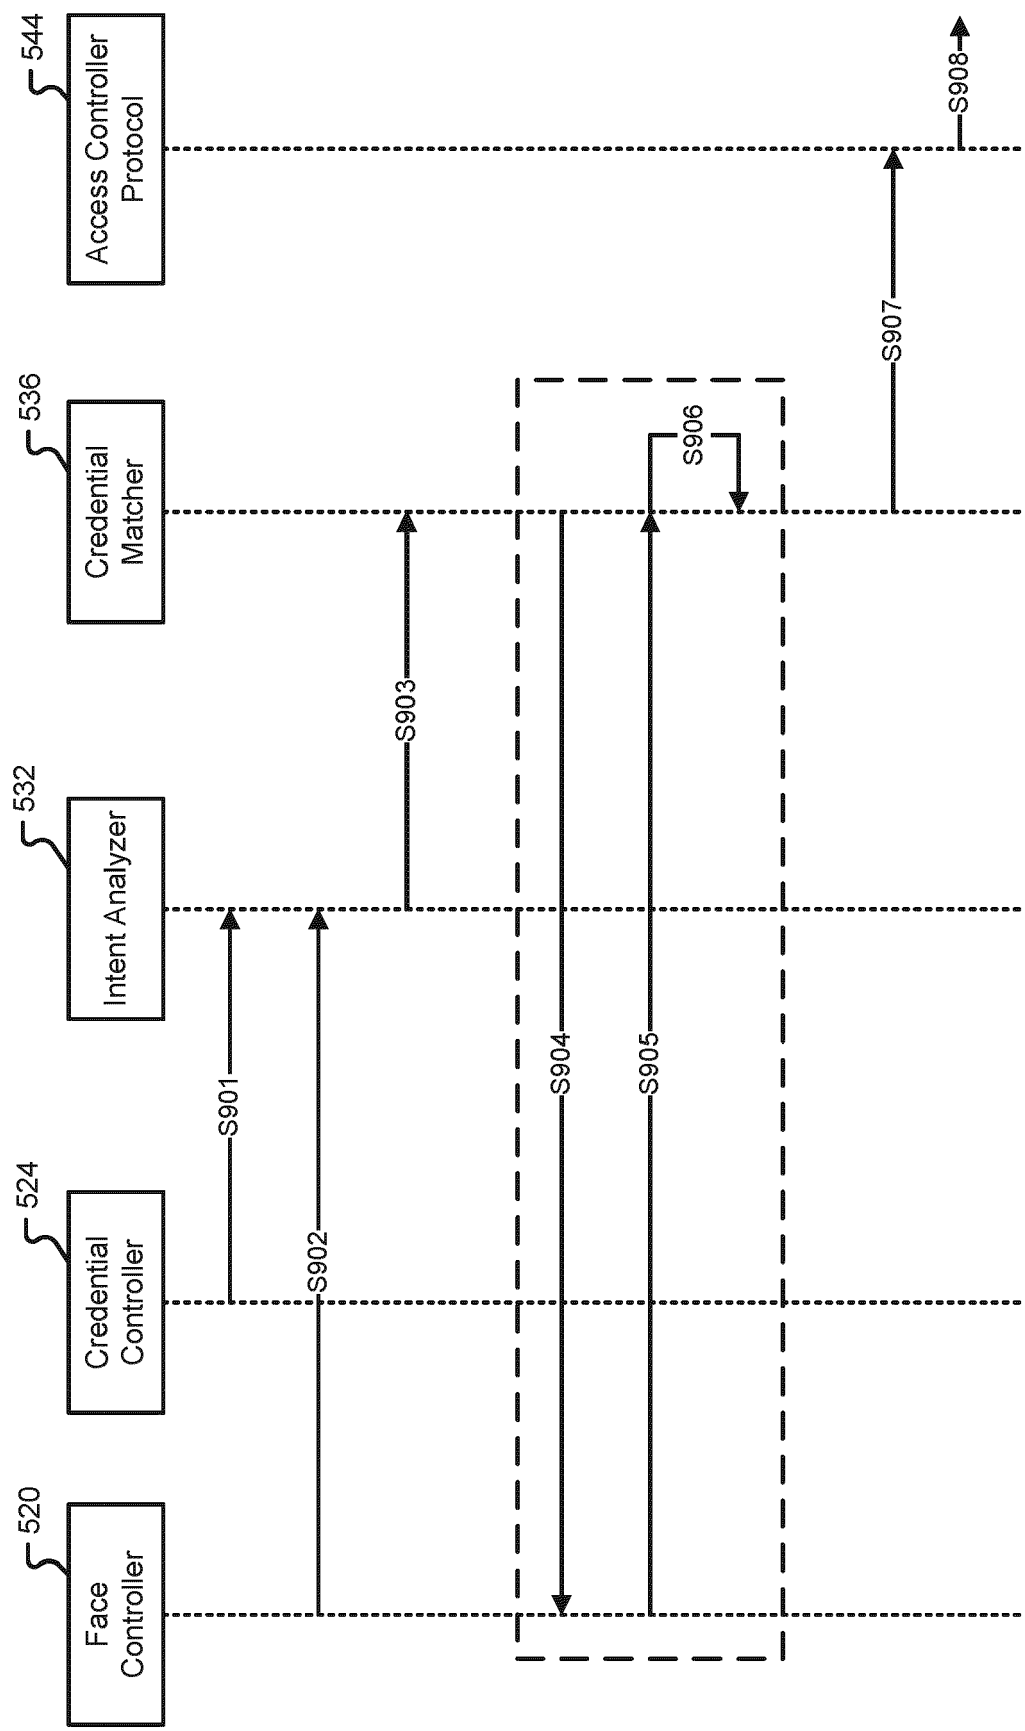 520
Face
Controller
524
Credential
Controller
532
Intent Analyzer
536
Credential
Matcher
544
Access Controller
Protocol
S901
S902
S903
S904
S905
S906
S907
S908